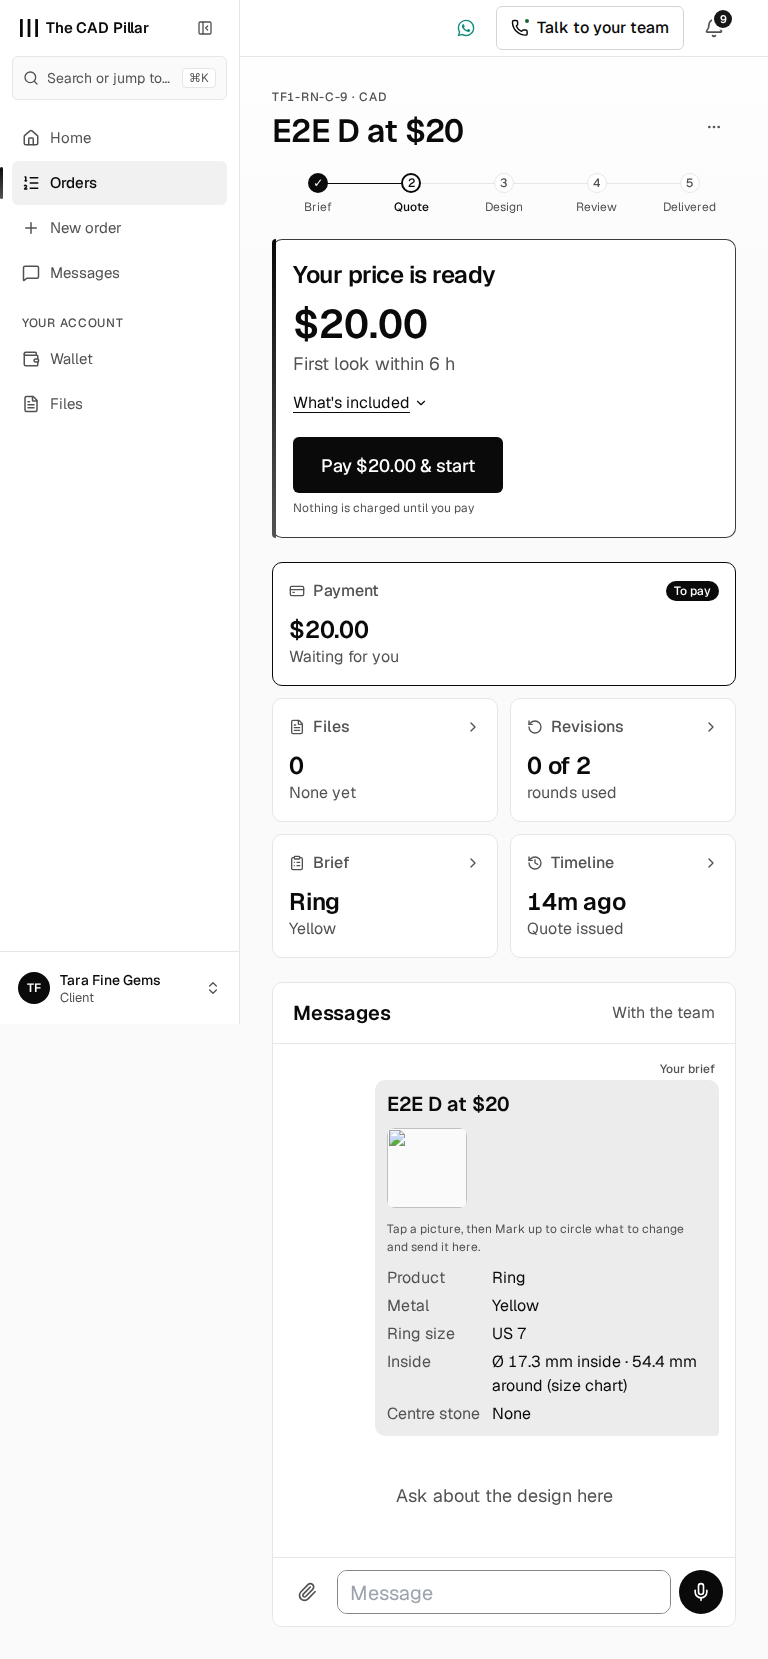 The CAD Pillar
Talk to your team
9
Search or jump to...
⌘K
Home
Orders
New order
Messages
YOUR ACCOUNT
Wallet
Files
TF1-RN-C-9 · CAD
E2E D at $20
✓ 2 3 4 5
Brief Quote Design Review Delivered
Your price is ready
$20.00
First look within 6 h
What's included
Pay $20.00 & start
Nothing is charged until you pay
Payment
To pay
$20.00
Waiting for you
Files
0
None yet
Revisions
0 of 2
rounds used
Brief
Ring
Yellow
Timeline
14m ago
Quote issued
TF
Tara Fine Gems
Client
Messages
With the team
Your brief
E2E D at $20
Tap a picture, then Mark up to circle what to change
and send it here.
Product Ring
Metal Yellow
Ring size US 7
Inside Ø 17.3 mm inside · 54.4 mm
around (size chart)
Centre stone None
Ask about the design here
Message